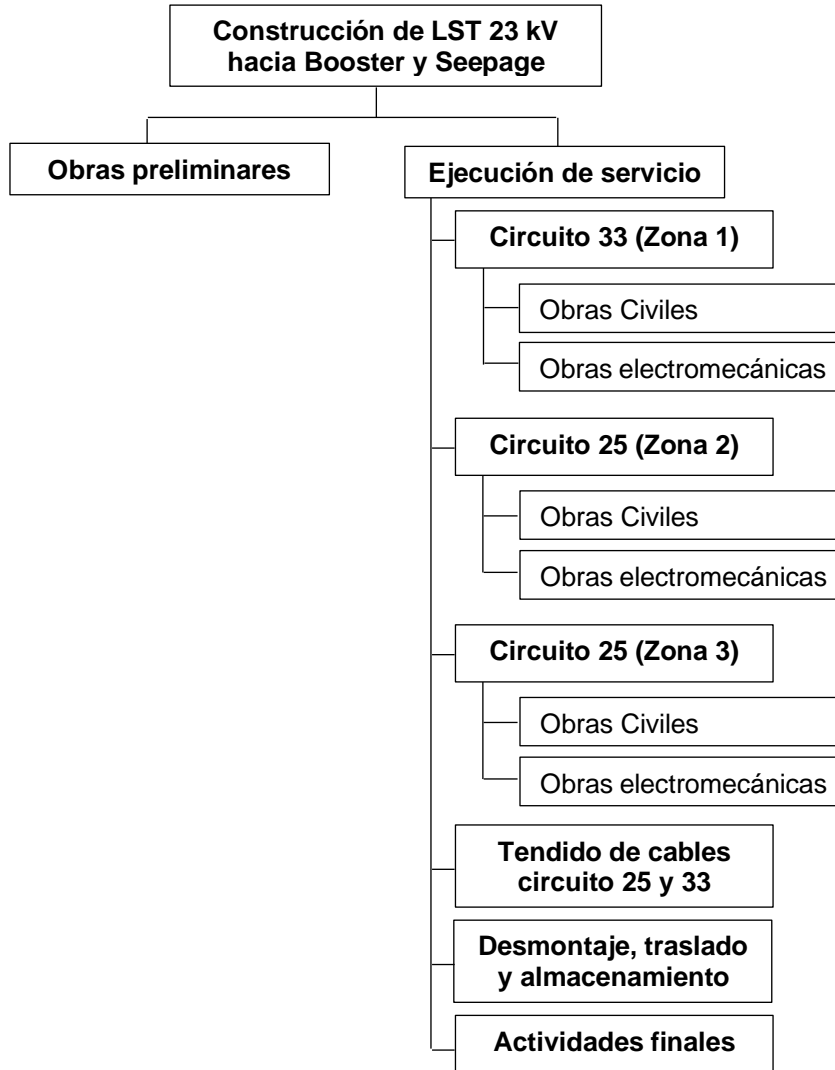 Construcción de LST 23 kV
hacia Booster y Seepage
Obras preliminares
Ejecución de servicio
Circuito 33 (Zona 1)
Obras Civiles
Obras electromecánicas
Circuito 25 (Zona 2)
Obras Civiles
Obras electromecánicas
Circuito 25 (Zona 3)
Obras Civiles
Obras electromecánicas
Tendido de cables
circuito 25 y 33
Desmontaje, traslado
y almacenamiento
Actividades finales